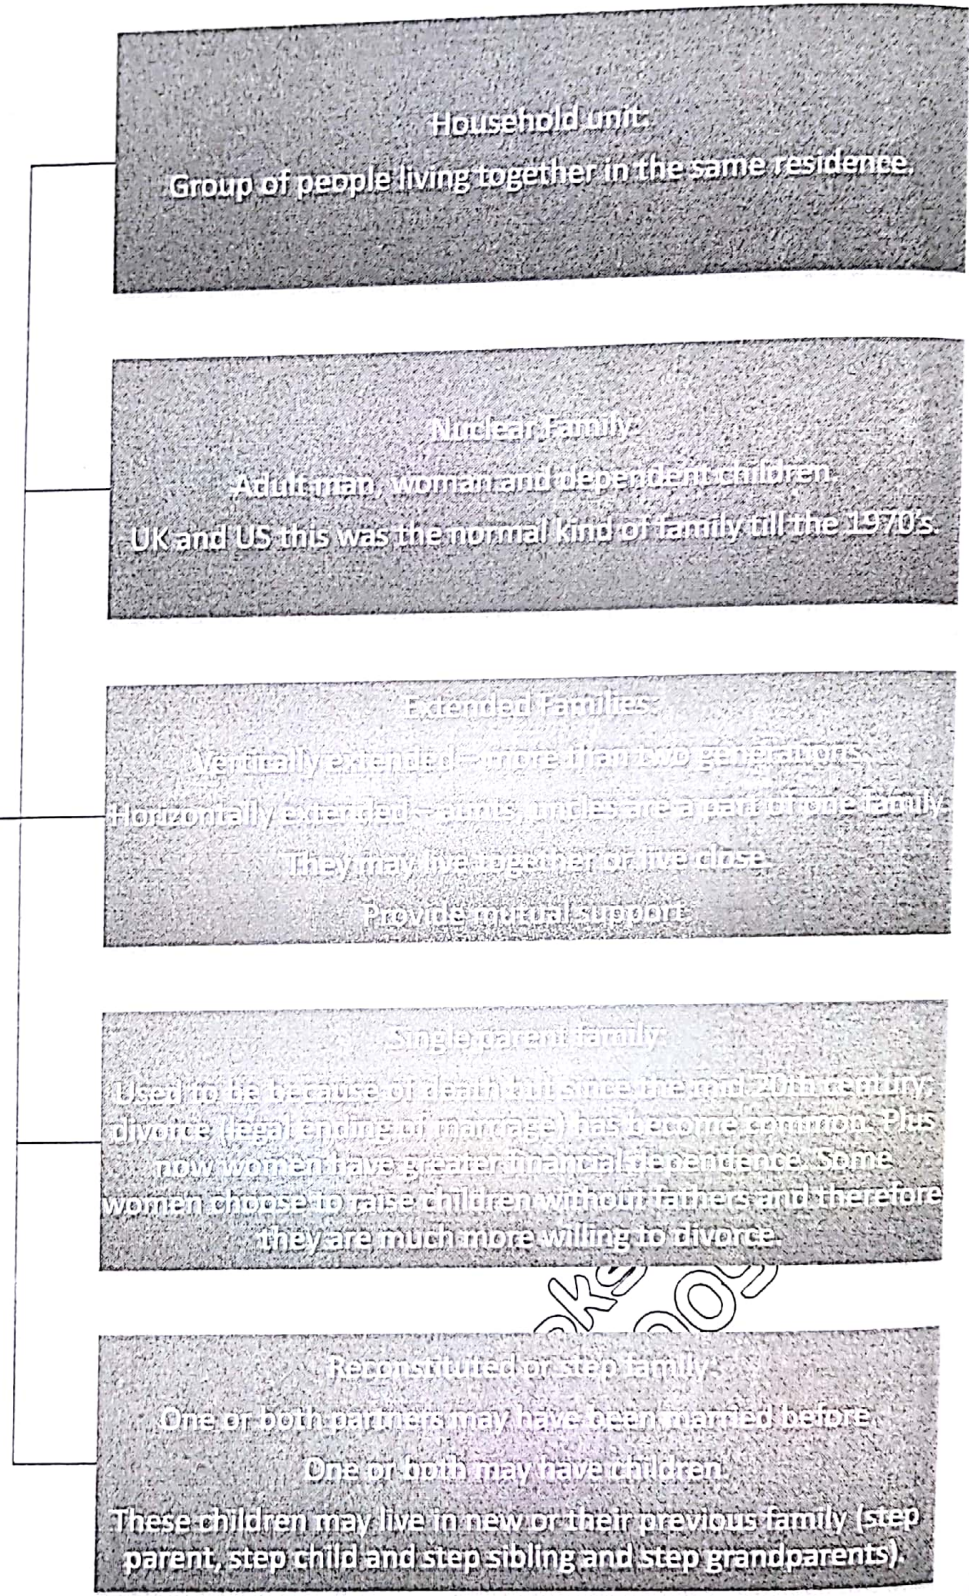 Household unit:
Group of people living together in the same residence.
Nuclear Family:
Adult man, woman and dependent children.
UK and US this was the normal kind of family till the 1970's
Extended Families:
Vertically extended – more than two generations.
Horizontally extended – aunts, uncles are a part of one family.
They may live together or live close.
Provide mutual support.
Single parent family:
Used to be because of death but since the mid 20th century,
divorce (legal ending of marriage) has become common. Plus
now women have greater financial dependence. Some
women choose to raise children without fathers and therefore
they are much more willing to divorce.
Reconstituted or step family:
One or both partners may have been married before.
One or both may have children.
These children may live in new or their previous family (step
parent, step child and step sibling and step grandparents)